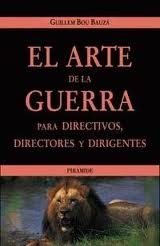 GUILLEM BOU BAUZÁ
EL ARTE
DE LA
GUERRA
PARA DIRECTIVOS,
DIRECTORES Y DIRIGENTES
PIRÁMIDE